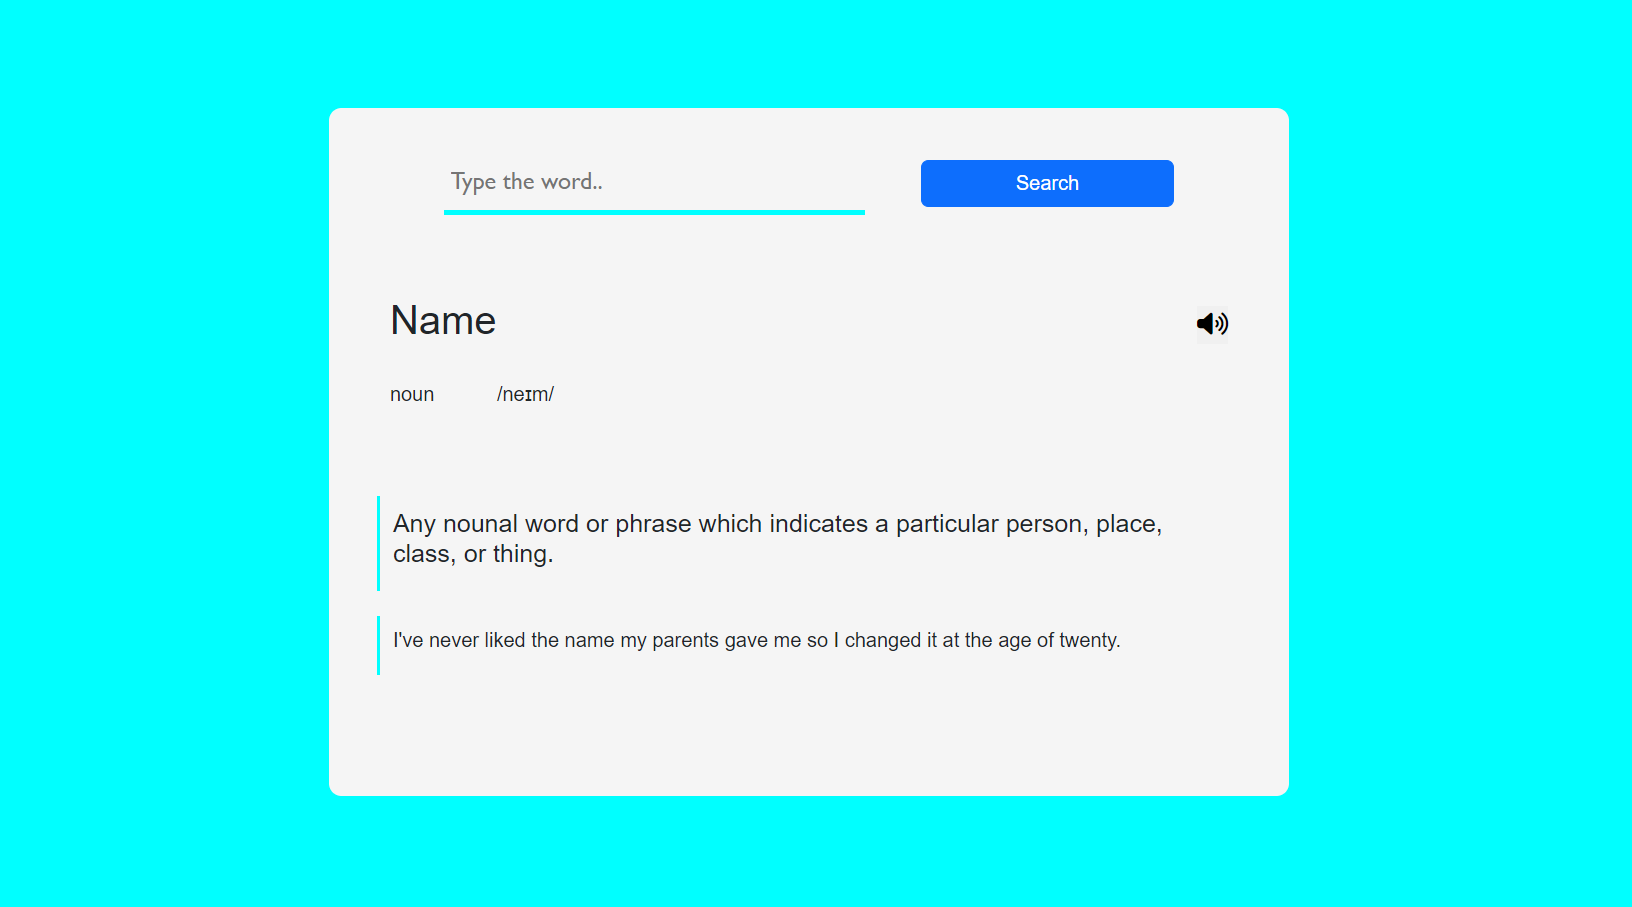 Type the word..
Search
Name
noun /neɪm/
Any nounal word or phrase which indicates a particular person, place,
class, or thing.
I've never liked the name my parents gave me so I changed it at the age of twenty.